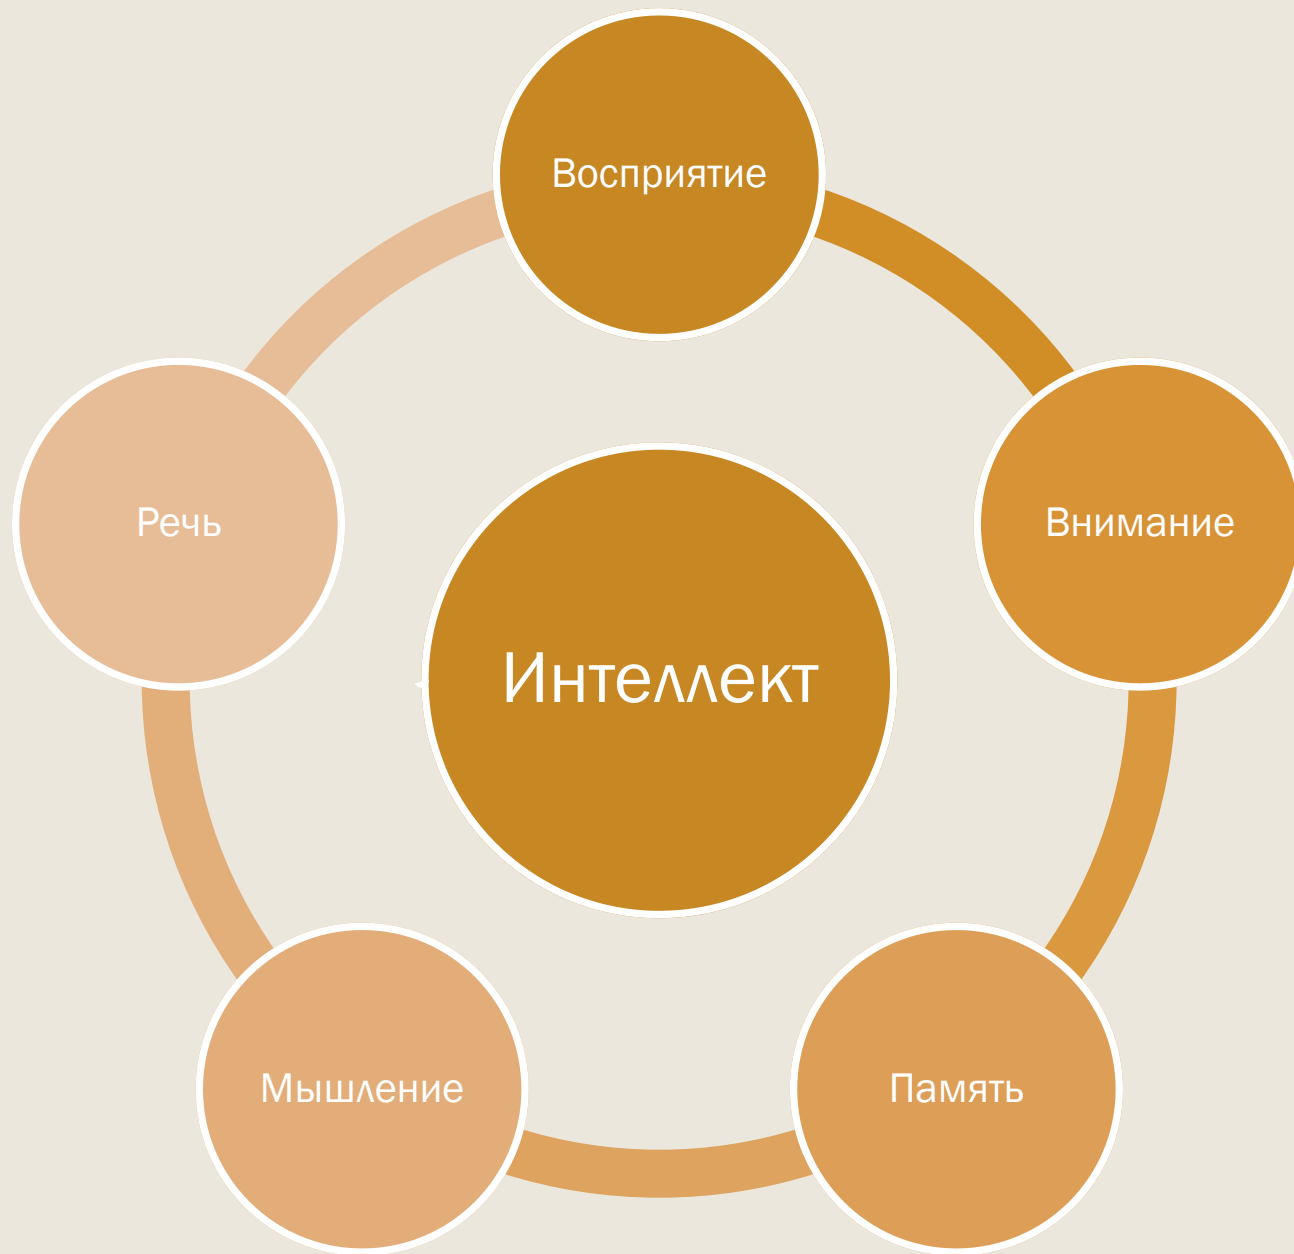 Восприятие
Внимание
Память
Мышление
Речь
Интеллект